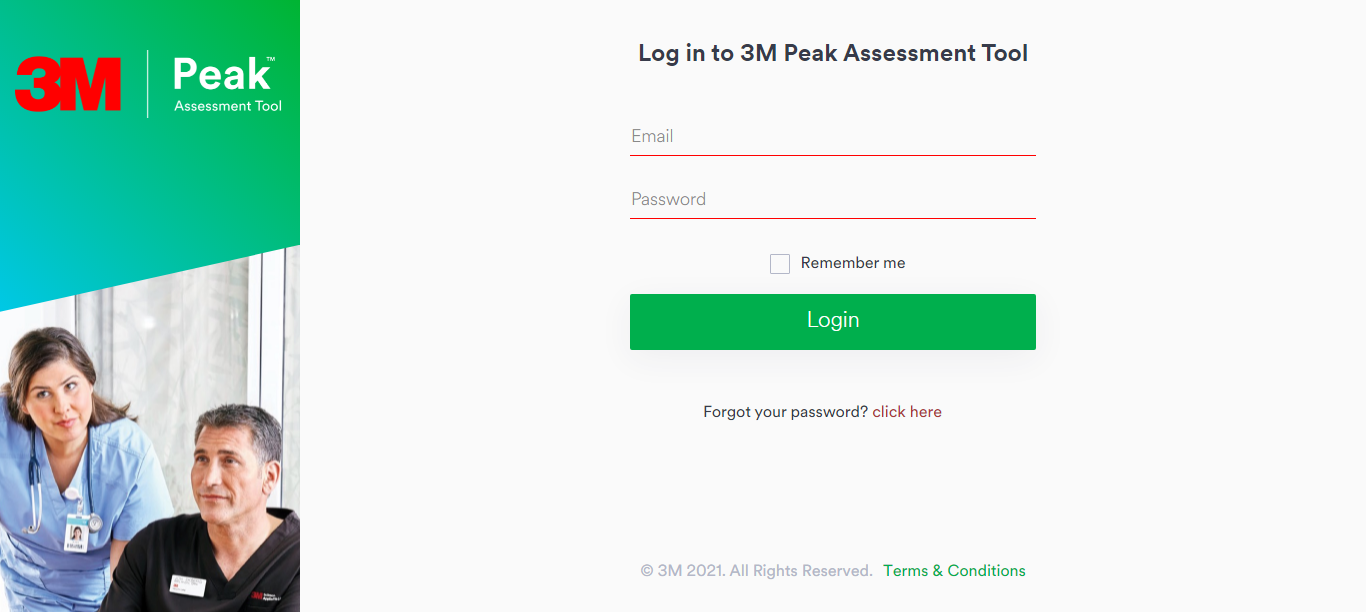 3M
Peak™
Assessment Tool
Log in to 3M Peak Assessment Tool
Email
Password
Remember me
Login
Forgot your password? click here
© 3M 2021. All Rights Reserved. Terms & Conditions
3M